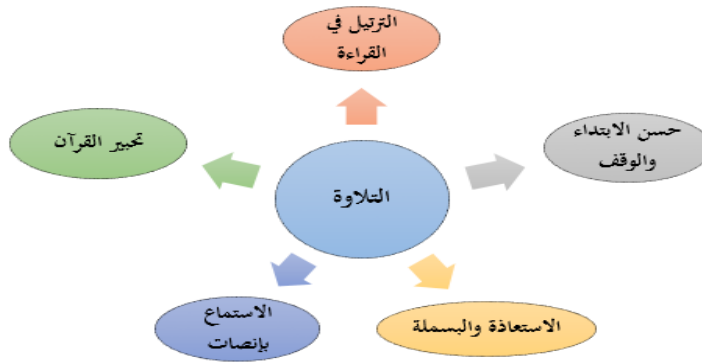 الترتيل في
القراءة
حسن الابتداء
والوقف
تحبير القرآن
التلاوة
الاستماع
بإنصات
الاستعاذة والبسملة